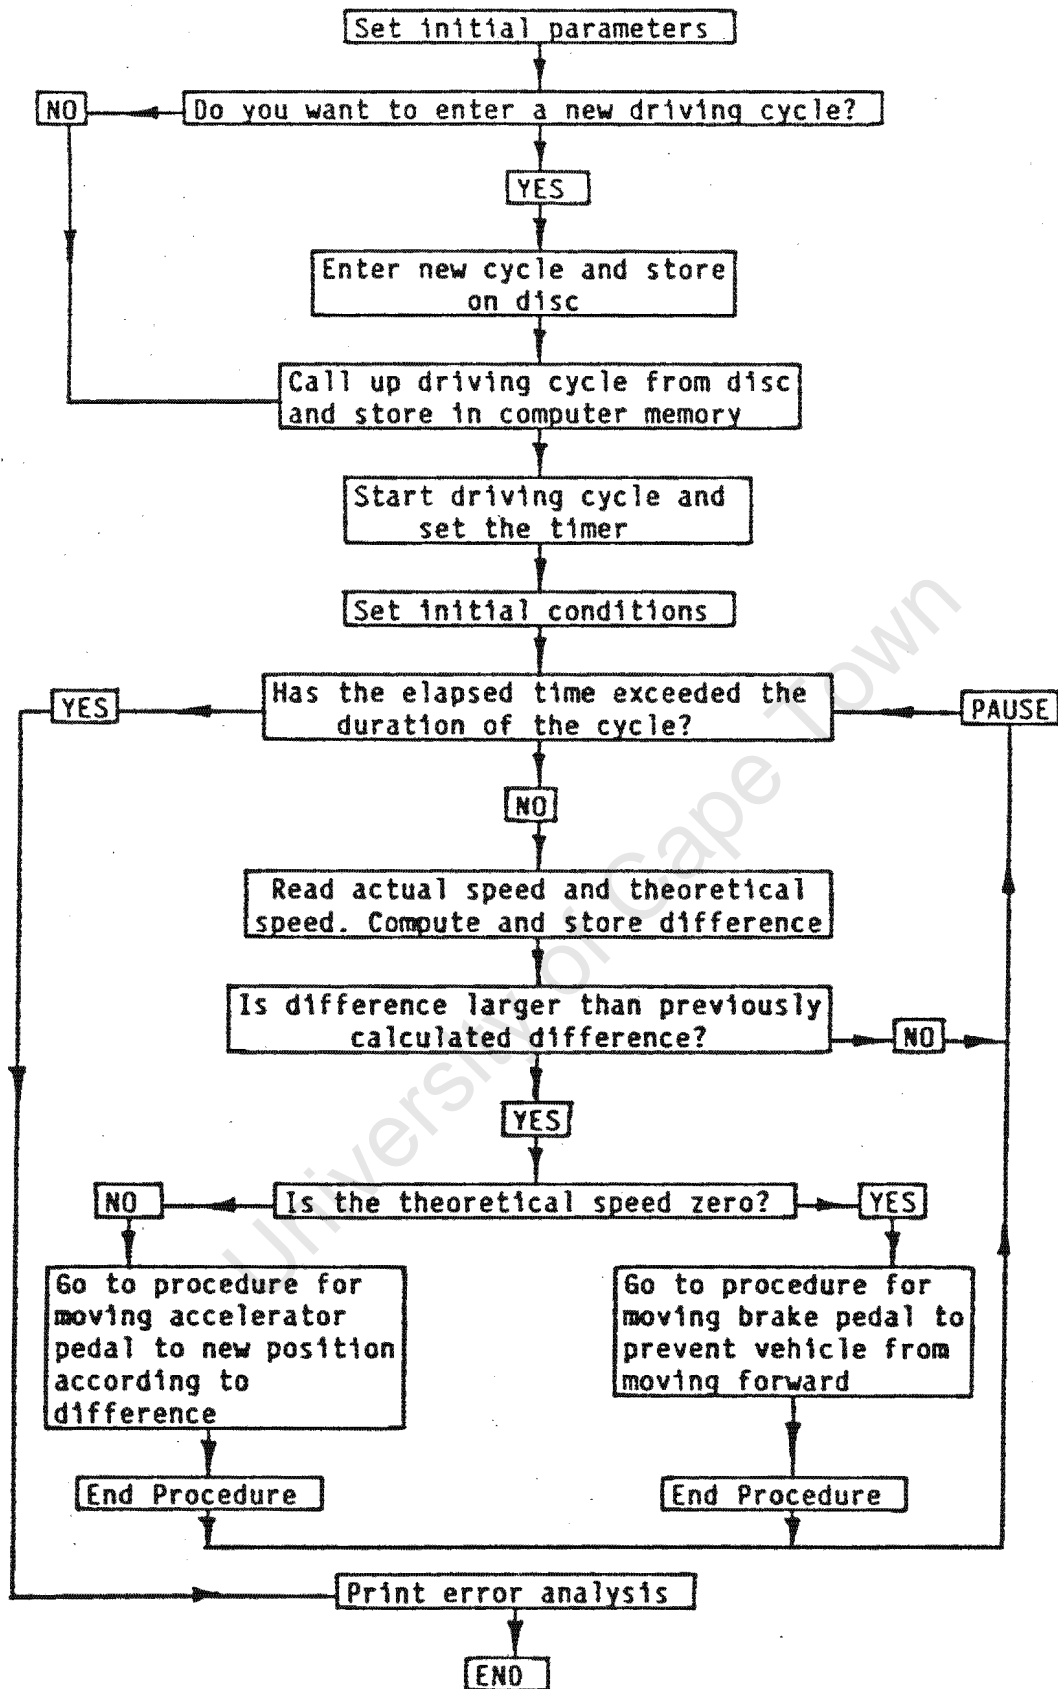 Set initial parameters
NO
Do you want to enter a new driving cycle?
YES
Enter new cycle and store
on disc
Call up driving cycle from disc
and store in computer memory
Start driving cycle and
set the timer
Set initial conditions
YES
Has the elapsed time exceeded the
duration of the cycle?
PAUSE
NO
Read actual speed and theoretical
speed. Compute and store difference
Is difference larger than previously
calculated difference?
NO
YES
NO
Is the theoretical speed zero?
YES
Go to procedure for
moving accelerator
pedal to new position
according to
difference
Go to procedure for
moving brake pedal to
prevent vehicle from
moving forward
End Procedure
End Procedure
Print error analysis
END
University of Cape Town